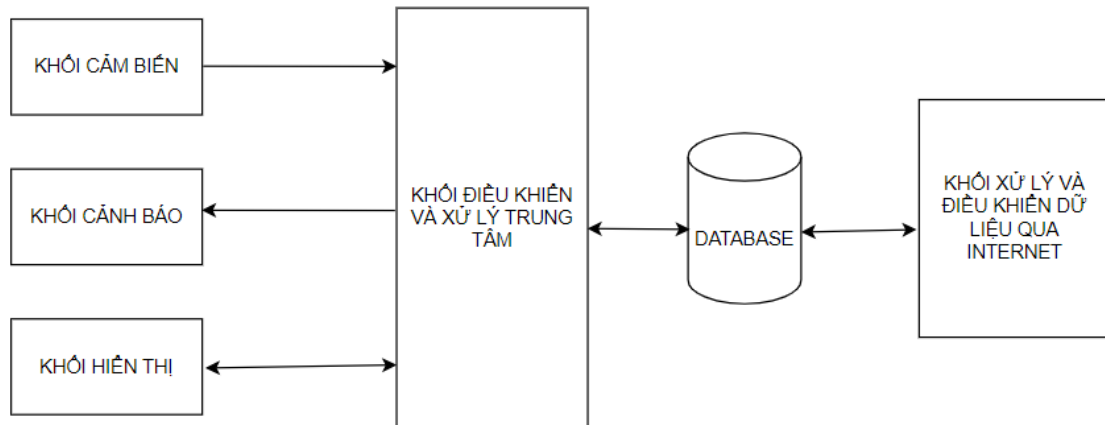 KHỐI CẢM BIẾN
KHỐI CẢNH BÁO
KHỐI HIỂN THỊ
KHỐI ĐIỀU KHIỂN
VÀ XỬ LÝ TRUNG
TÂM
DATABASE
KHỐI XỬ LÝ VÀ
ĐIỀU KHIỂN DỮ
LIỆU QUA
INTERNET